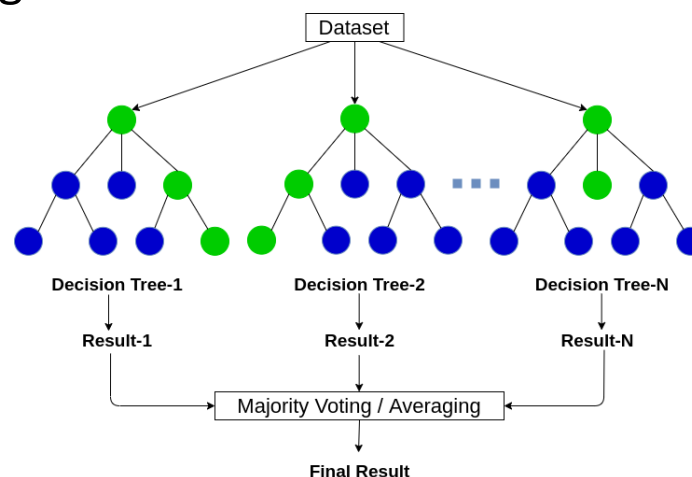 Dataset
Decision Tree-1
Decision Tree-2
Decision Tree-N
Result-1
Result-2
Result-N
Majority Voting / Averaging
Final Result